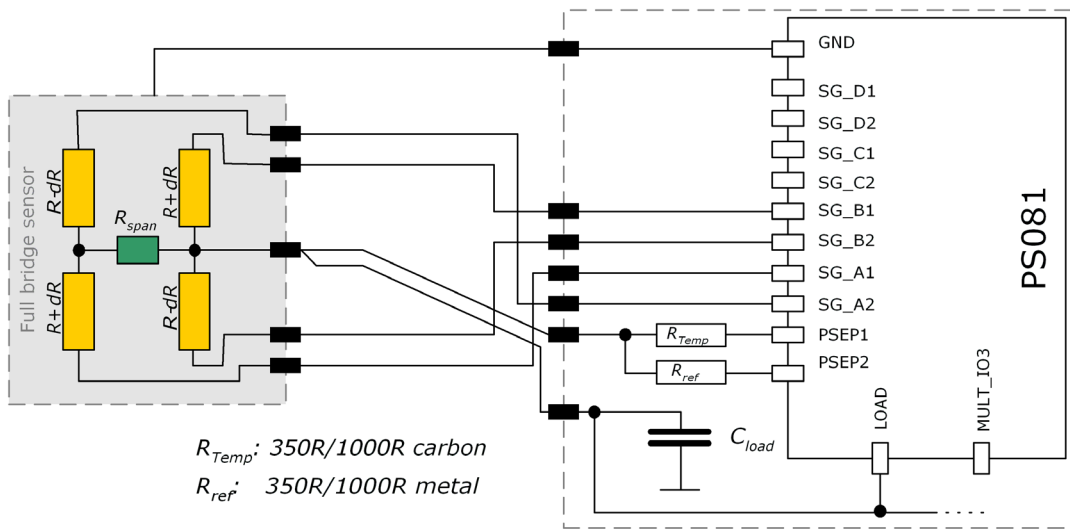 GND
SG_D1
SG_D2
SG_C1
SG_C2
SG_B1
SG_B2
SG_A1
SG_A2
PSEP1
PSEP2
PS081
LOAD
MULT_IO3
Full bridge sensor
R-dR
R+dR
Rspan
R+dR
R-dR
RTemp
Rref
Cload
RTemp: 350R/1000R carbon
Rref: 350R/1000R metal